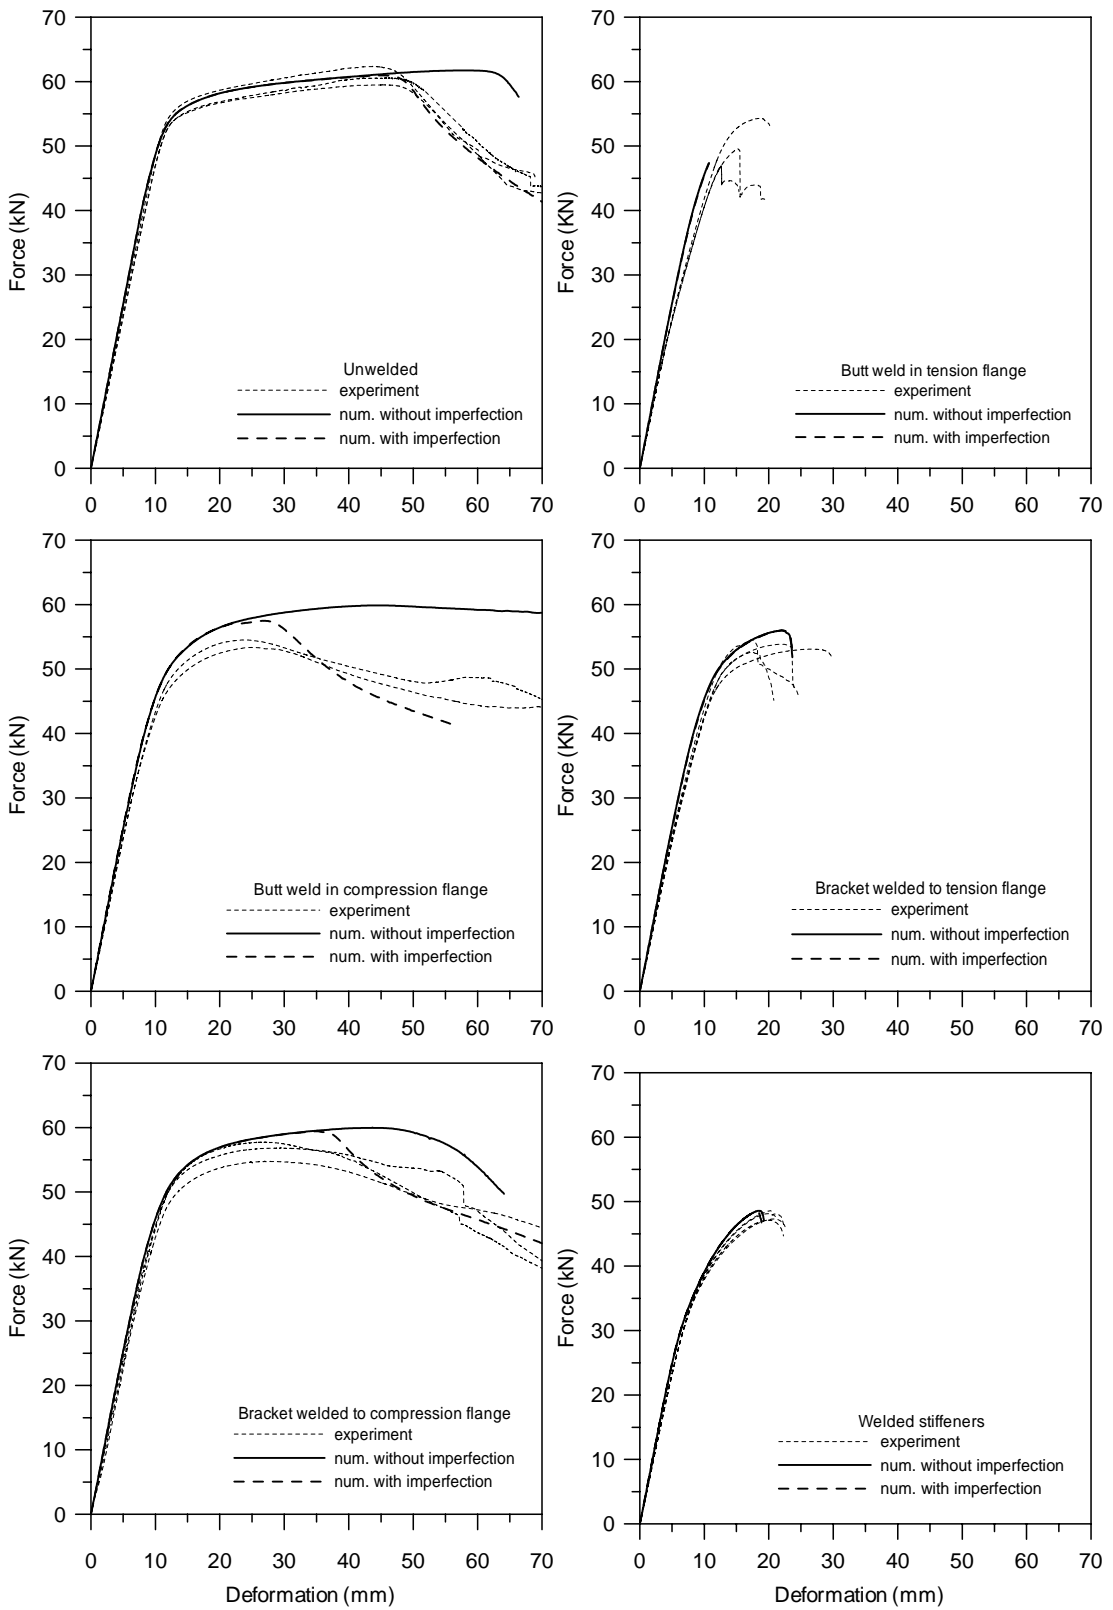 70
60
50
40
30
20
10
0
Force (kN)
Unwelded
experiment
num. without imperfection
num. with imperfection
0 10 20 30 40 50 60 70
70
60
50
40
30
20
10
0
Force (KN)
Butt weld in tension flange
experiment
num. without imperfection
num. with imperfection
0 10 20 30 40 50 60 70
70
60
50
40
30
20
10
0
Force (kN)
Butt weld in compression flange
experiment
num. without imperfection
num. with imperfection
0 10 20 30 40 50 60 70
70
60
50
40
30
20
10
0
Force (KN)
Bracket welded to tension flange
experiment
num. without imperfection
num. with imperfection
0 10 20 30 40 50 60 70
70
60
50
40
30
20
10
0
Force (kN)
Bracket welded to compression flange
experiment
num. without imperfection
num. with imperfection
0 10 20 30 40 50 60 70
Deformation (mm)
70
60
50
40
30
20
10
0
Force (kN)
Welded stiffeners
experiment
num. without imperfection
num. with imperfection
0 10 20 30 40 50 60 70
Deformation (mm)